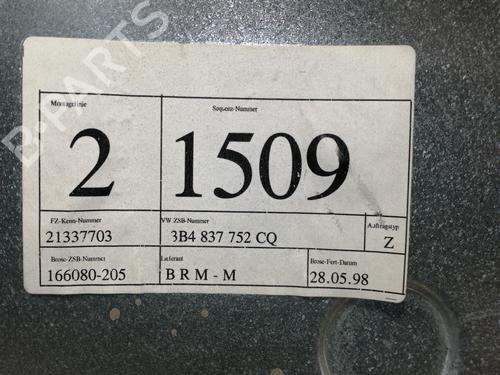 Montagelinie
Sequenz-Nummer
2
1509
FZ-Kenn-Nummer
VW ZSB-Nummer
Auftragstyp
21337703
3B4 837 752 CQ
Z
Brose-ZSB-Nummer
Lieferant
Brose-Fert-Datum
166080-205
BRM - M
28.05.98
B-PARTS